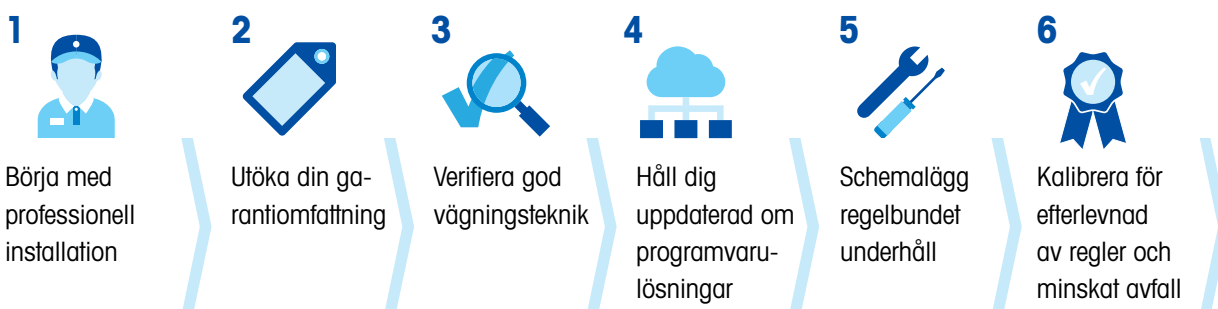 1
Börja med
professionell
installation
2
Utöka din ga-
rantiomfattning
3
Verifiera god
vägningsteknik
4
Håll dig
uppdaterad om
programvaru-
lösningar
5
Schemalägg
regelbundet
underhåll
6
Kalibrera för
efterlevnad
av regler och
minskat avfall